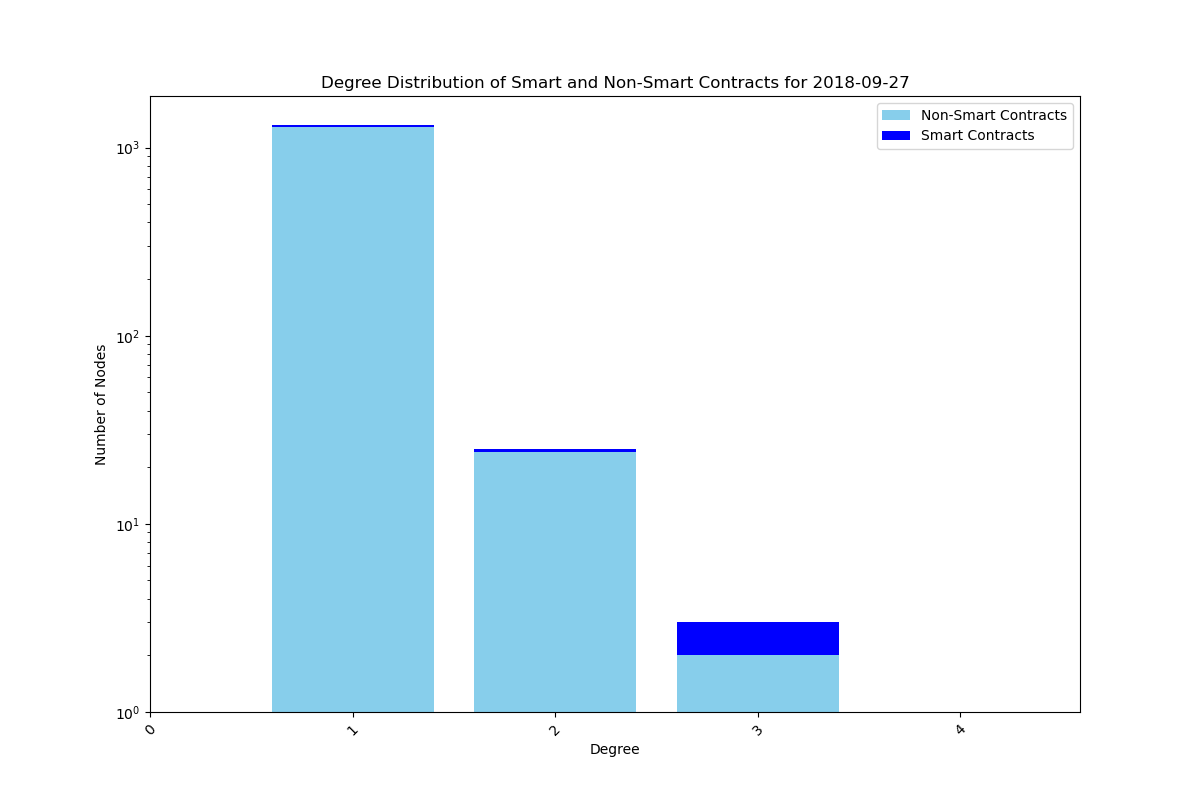 Degree Distribution of Smart and Non-Smart Contracts for 2018-09-27
Non-Smart Contracts
Smart Contracts
Number of Nodes
10³
10²
10¹
10⁰
0
1
2
3
4
Degree